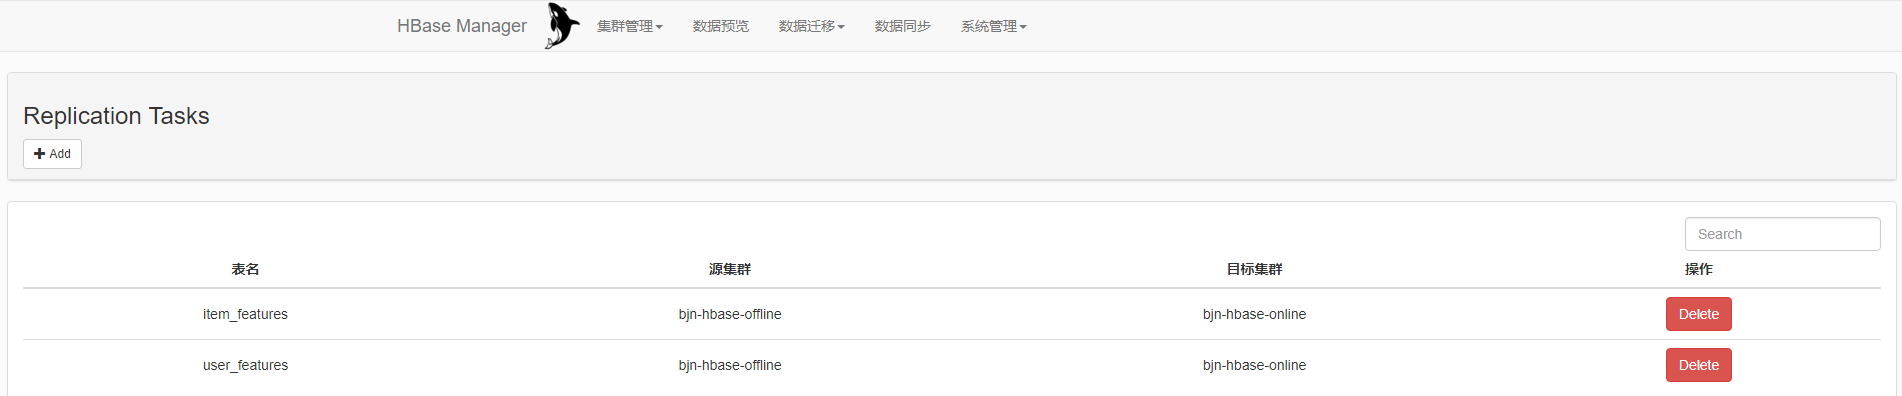 HBase Manager 集群管理 数据预览 数据迁移 数据同步 系统管理
Replication Tasks
Add
Search
表名 源集群 目标集群 操作
item_features bjn-hbase-offline bjn-hbase-online Delete
user_features bjn-hbase-offline bjn-hbase-online Delete